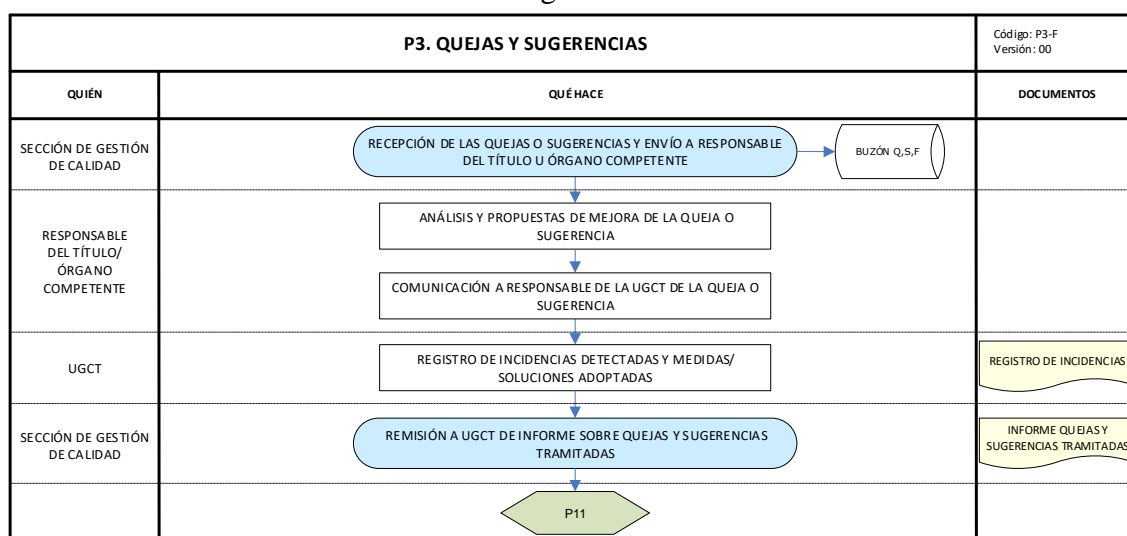 P3. QUEJAS Y SUGERENCIAS
Código: P3-F
Versión: 00
QUIÉN
QUÉ HACE
DOCUMENTOS
SECCIÓN DE GESTIÓN
DE CALIDAD
RECEPCIÓN DE LAS QUEJAS O SUGERENCIAS Y ENVÍO A RESPONSABLE
DEL TÍTULO U ÓRGANO COMPETENTE
BUZÓN Q,S,F
RESPONSABLE
DEL TÍTULO/
ÓRGANO
COMPETENTE
ANÁLISIS Y PROPUESTAS DE MEJORA DE LA QUEJA O
SUGERENCIA
COMUNICACIÓN A RESPONSABLE DE LA UGCT DE LA QUEJA O
SUGERENCIA
UGCT
REGISTRO DE INCIDENCIAS DETECTADAS Y MEDIDAS/
SOLUCIONES ADOPTADAS
REGISTRO DE INCIDENCIAS
SECCIÓN DE GESTIÓN
DE CALIDAD
REMISIÓN A UGCT DE INFORME SOBRE QUEJAS Y SUGERENCIAS
TRAMITADAS
INFORME QUEJAS Y
SUGERENCIAS TRAMITADAS
P11